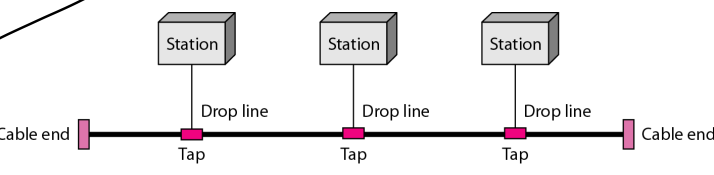 Station Station Station
Drop line Drop line Drop line
Cable end Cable end
Tap Tap Tap